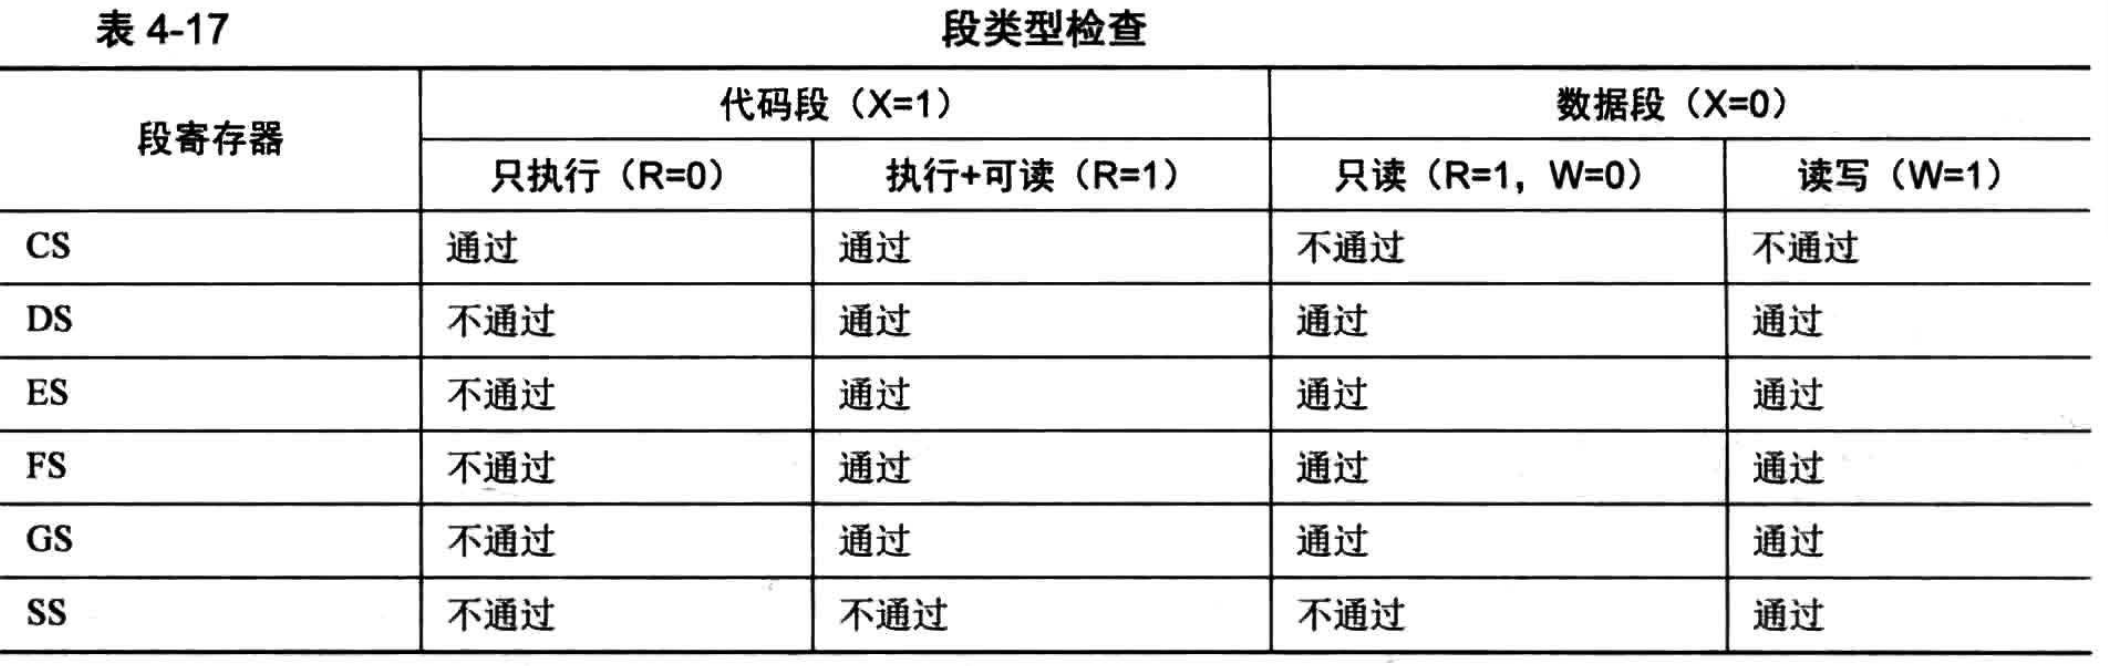 表 4-17 段类型检查
段寄存器 代码段（X=1） 数据段（X=0）
只执行（R=0） 执行+可读（R=1） 只读（R=1，W=0） 读写（W=1）
CS 通过 通过 不通过 不通过
DS 不通过 通过 通过 通过
ES 不通过 通过 通过 通过
FS 不通过 通过 通过 通过
GS 不通过 通过 通过 通过
SS 不通过 不通过 不通过 通过